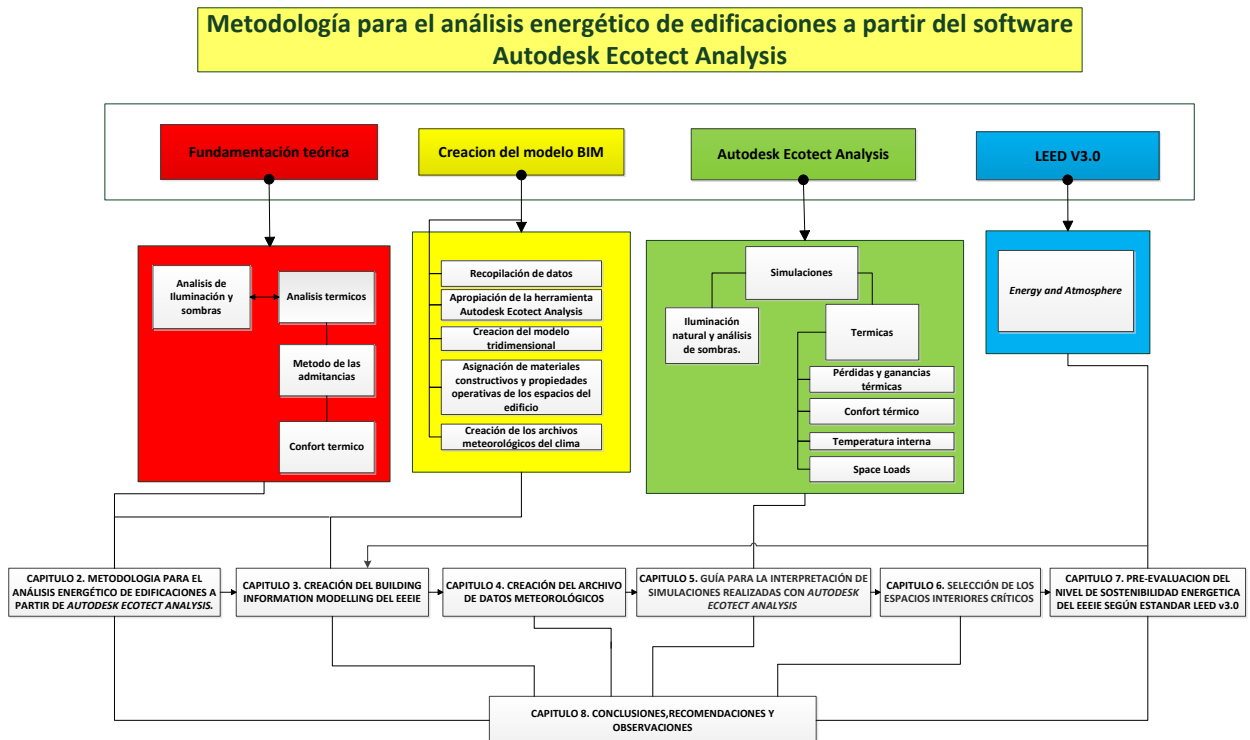 Metodología para el análisis energético de edificaciones a partir del software
Autodesk Ecotect Analysis
Fundamentación teórica
Creacion del modelo BIM
Autodesk Ecotect Analysis
LEED V3.0
Analisis de
Iluminación y
sombras
Analisis termicos
Metodo de las
admitancias
Confort termico
Recopilación de datos
Apropiación de la herramienta
Autodesk Ecotect Analysis
Creacion del modelo
tridimensional
Asignación de materiales
constructivos y propiedades
operativas de los espacios del
edificio
Creación de los archivos
meteorológicos del clima
Simulaciones
Iluminación
natural y análisis
de sombras.
Termicas
Pérdidas y ganancias
térmicas
Confort térmico
Temperatura interna
Space Loads
Energy and Atmosphere
CAPITULO 2. METODOLOGIA PARA EL
ANÁLISIS ENERGÉTICO DE EDIFICACIONES A
PARTIR DE AUTODESK ECOTECT ANALYSIS.
CAPITULO 3. CREACIÓN DEL BUILDING
INFORMATION MODELLING DEL EEEIE
CAPITULO 4. CREACIÓN DEL ARCHIVO
DE DATOS METEOROLÓGICOS
CAPITULO 5. GUÍA PARA LA INTERPRETACIÓN DE
SIMULACIONES REALIZADAS CON AUTODESK
ECOTECT ANALYSIS
CAPITULO 6. SELECCIÓN DE LOS
ESPACIOS INTERIORES CRÍTICOS
CAPITULO 7. PRE-EVALUACION DEL
NIVEL DE SOSTENIBILIDAD ENERGETICA
DEL EEEIE SEGÚN ESTANDAR LEED v3.0
CAPITULO 8. CONCLUSIONES,RECOMENDACIONES Y
OBSERVACIONES